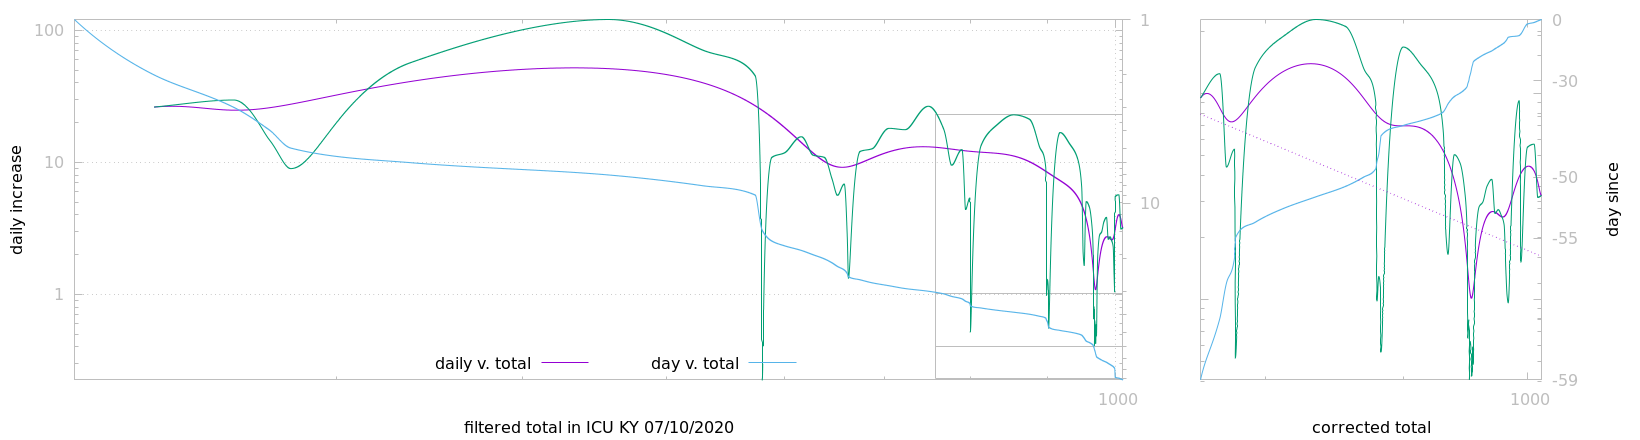 100
10
1
daily increase
daily v. total
day v. total
1
10
1000
filtered total in ICU KY 07/10/2020
0
-30
-50
-55
-59
day since
1000
corrected total